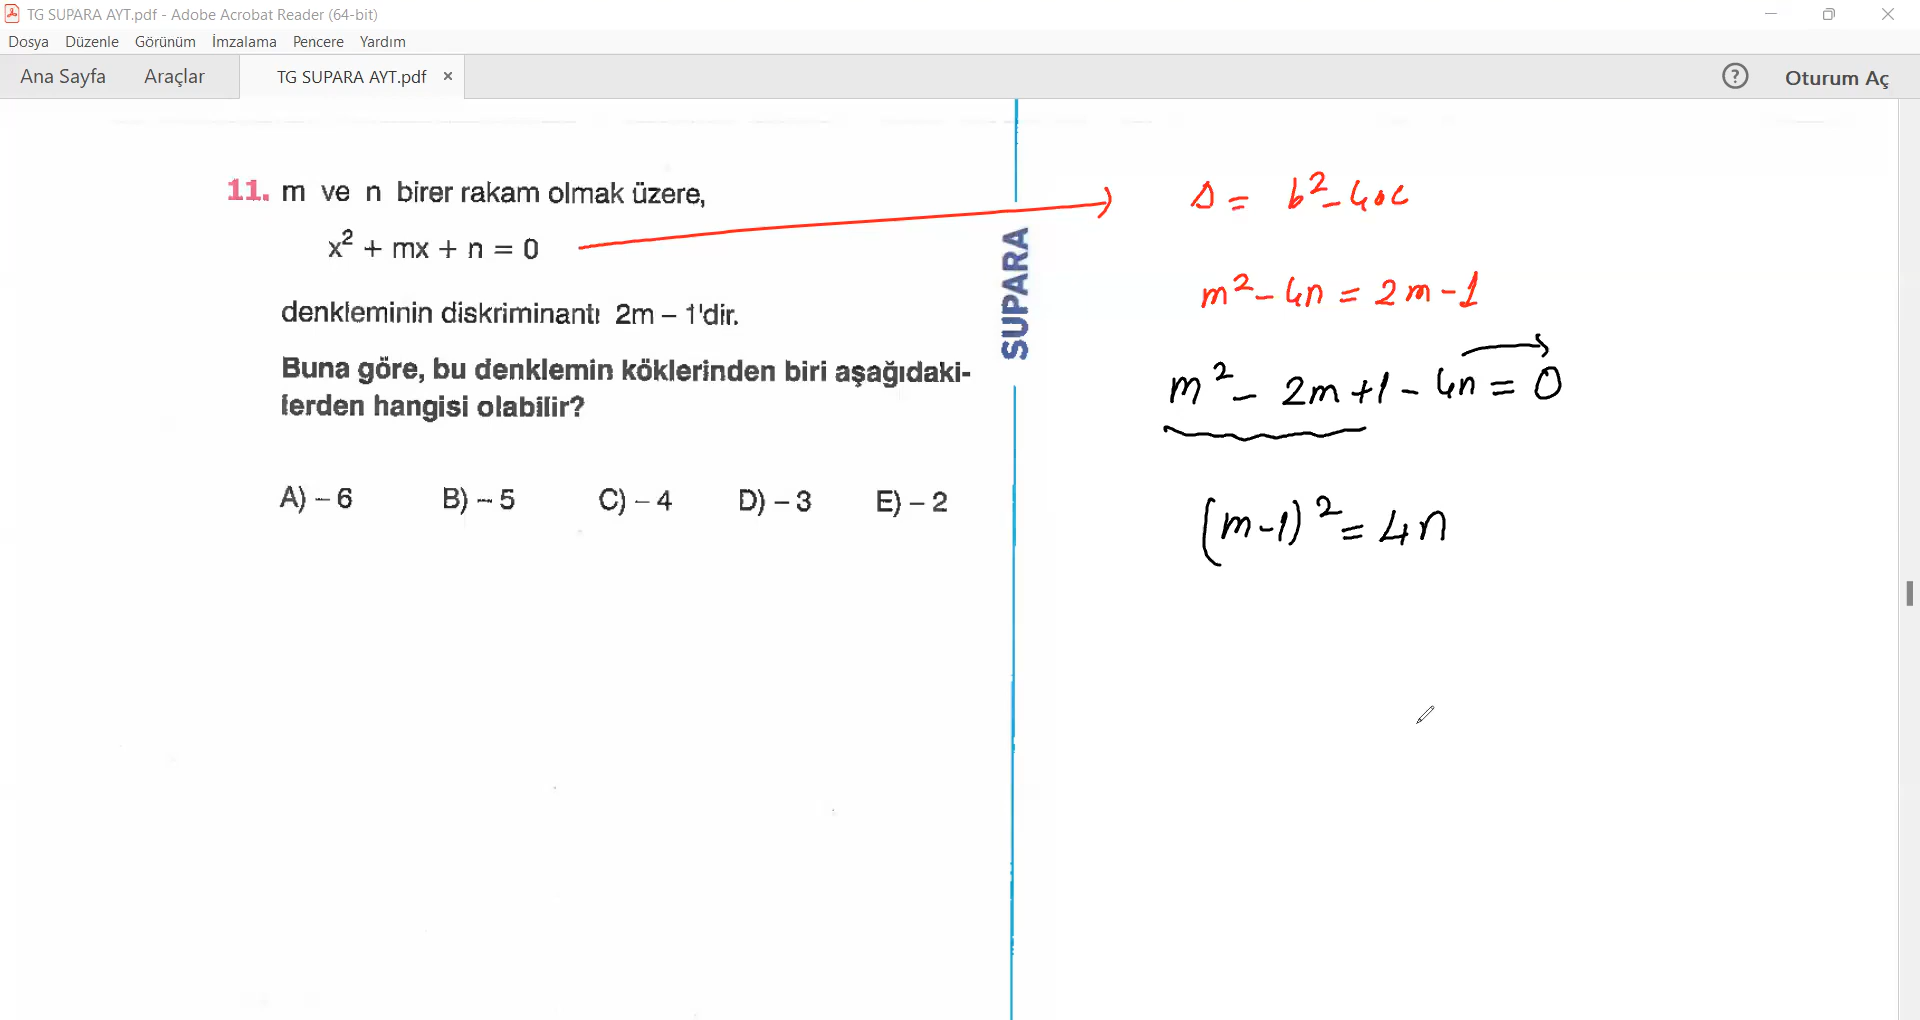 TG SUPARA AYT.pdf - Adobe Acrobat Reader (64-bit)
Dosya Düzenle Görünüm İmzalama Pencere Yardım
Ana Sayfa Araçlar TG SUPARA AYT.pdf × ? Oturum Aç
11. m ve n birer rakam olmak üzere,
x² + mx + n = 0
denkleminin diskriminantı 2m – 1'dir.
Buna göre, bu denklemin köklerinden biri aşağıdaki-
lerden hangisi olabilir?
A) – 6 B) – 5 C) – 4 D) – 3 E) – 2
SUPARA
Δ = b² - 4ac
m² - 4n = 2m - 1
m² - 2m + 1 - 4n = 0
(m-1)² = 4n